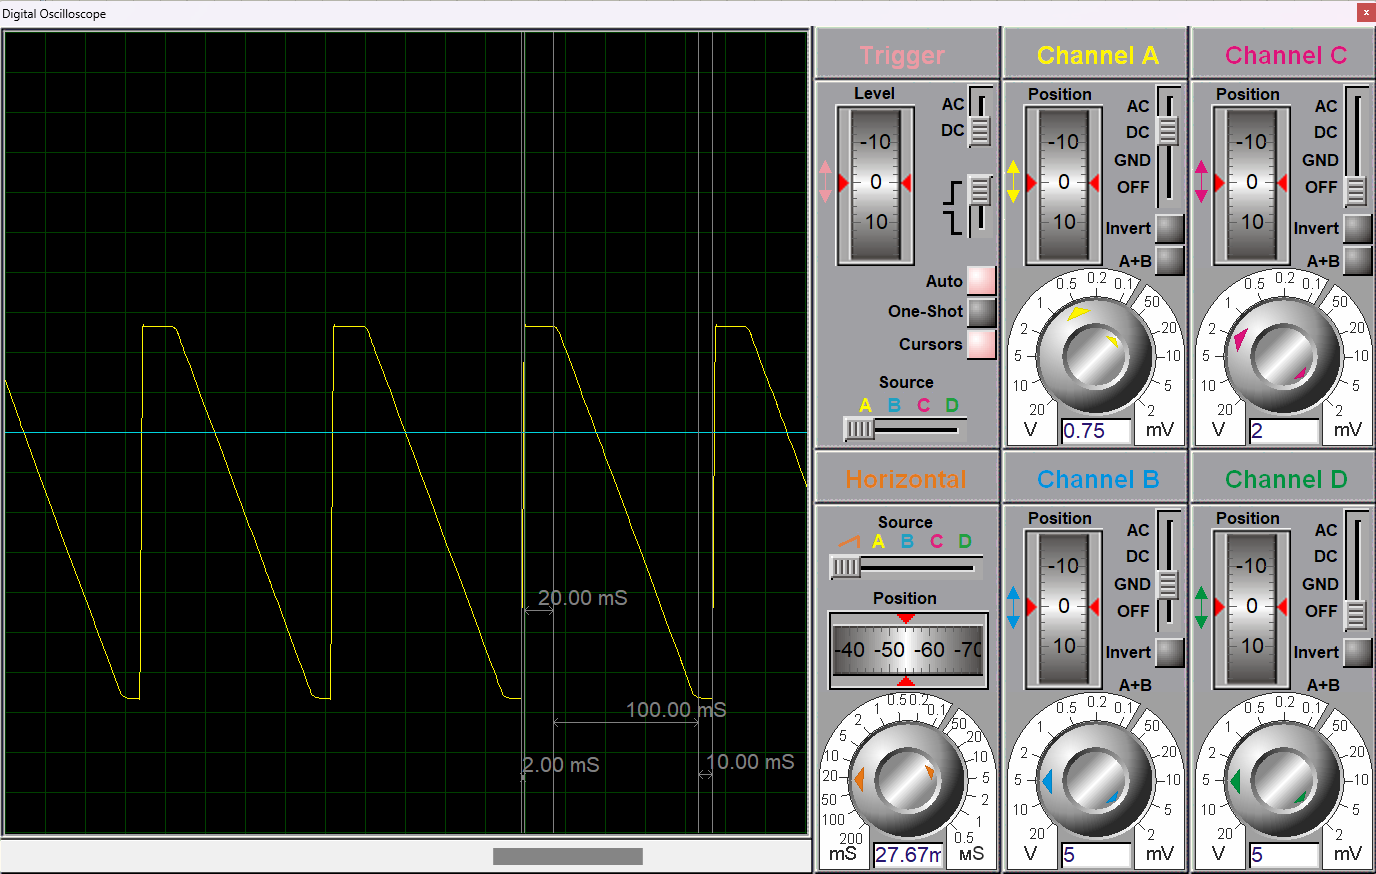 Digital Oscilloscope
x
20.00 mS
100.00 mS
2.00 mS
10.00 mS
Trigger
Level
-10
0
10
AC
DC
Auto
One-Shot
Cursors
Source
A B C D
Channel A
Position
-10
0
10
AC
DC
GND
OFF
Invert
A+B
20 10 5 2 1 0.5 0.2 0.1 50 20 10 5 2
V
0.75
mV
Channel C
Position
-10
0
10
AC
DC
GND
OFF
Invert
A+B
20 10 5 2 1 0.5 0.2 0.1 50 20 10 5 2
V
2
mV
Horizontal
Source
A B C D
Position
-40 -50 -60 -70
200 100 50 20 10 5 2 1 0.5 0.2 0.1 50 20 10 5 2 1 0.5
mS
27.67m
µS
Channel B
Position
-10
0
10
AC
DC
GND
OFF
Invert
A+B
20 10 5 2 1 0.5 0.2 0.1 50 20 10 5 2
V
5
mV
Channel D
Position
-10
0
10
AC
DC
GND
OFF
Invert
A+B
20 10 5 2 1 0.5 0.2 0.1 50 20 10 5 2
V
5
mV